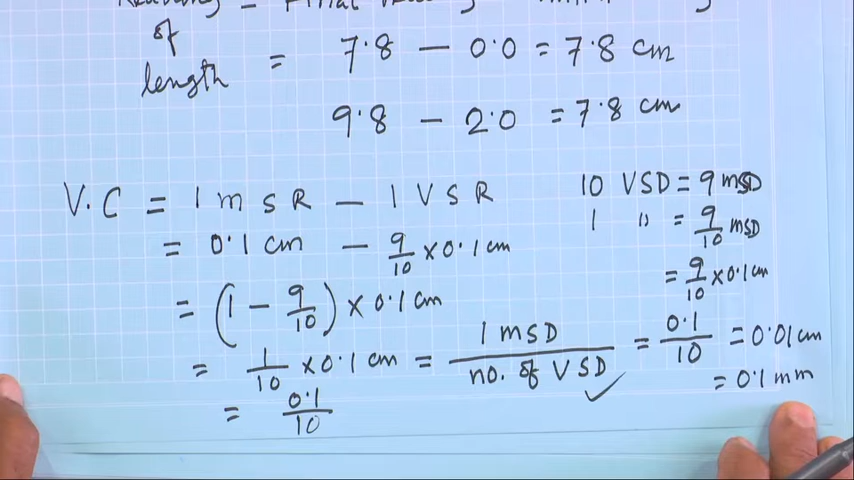 of
length = 7.8 – 0.0 = 7.8 cm
9.8 – 2.0 = 7.8 cm
V.C = 1 m S R – 1 V S R
= 0.1 cm – 9/10 × 0.1 cm
= (1 – 9/10) × 0.1 cm
= 1/10 × 0.1 cm = 1 MSD / no. of VSD = 0.1/10 = 0.01 cm
= 0.1 mm
= 0.1/10
10 VSD = 9 MSD
1 " = 9/10 MSD
= 9/10 × 0.1 cm